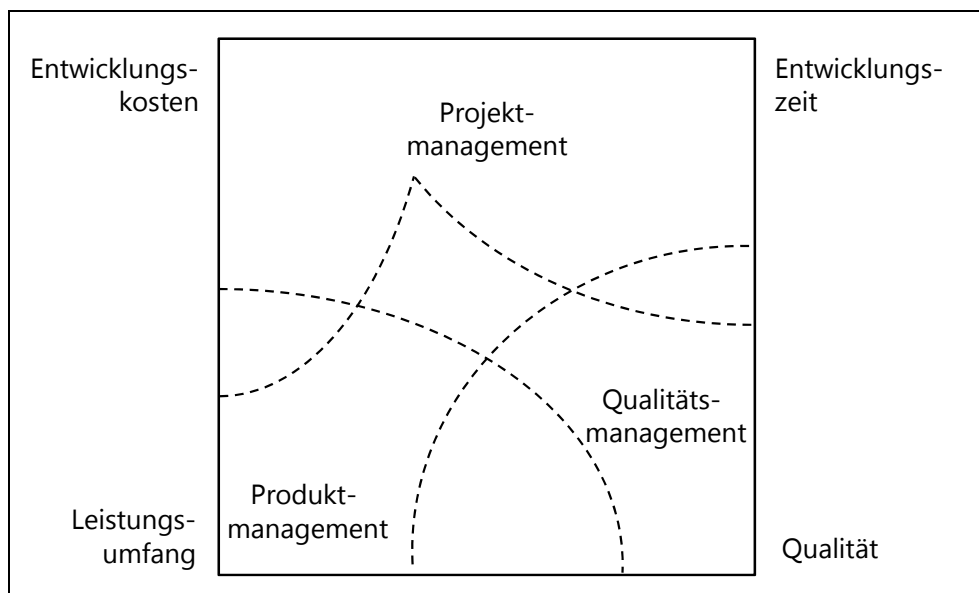 Entwicklungs-
kosten
Entwicklungs-
zeit
Projekt-
management
Qualitäts-
management
Produkt-
management
Leistungs-
umfang
Qualität